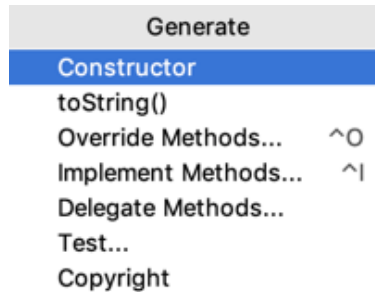 Generate
Constructor
toString()
Override Methods... ^O
Implement Methods... ^I
Delegate Methods...
Test...
Copyright